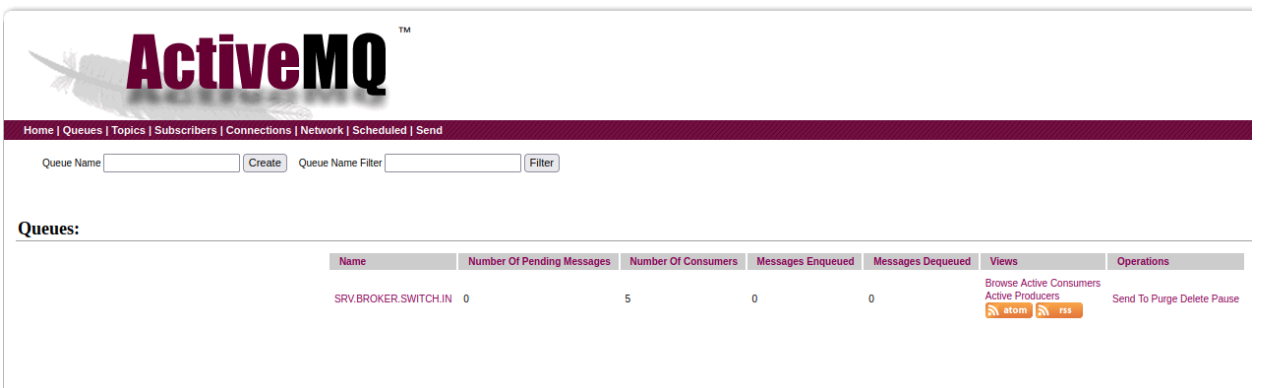 ActiveMQ™
Home | Queues | Topics | Subscribers | Connections | Network | Scheduled | Send
Queue Name Create Queue Name Filter Filter
Queues:
Name Number Of Pending Messages Number Of Consumers Messages Enqueued Messages Dequeued Views Operations
SRV.BROKER.SWITCH.IN 0 5 0 0 Browse Active Consumers
Active Producers
atom rss Send To Purge Delete Pause